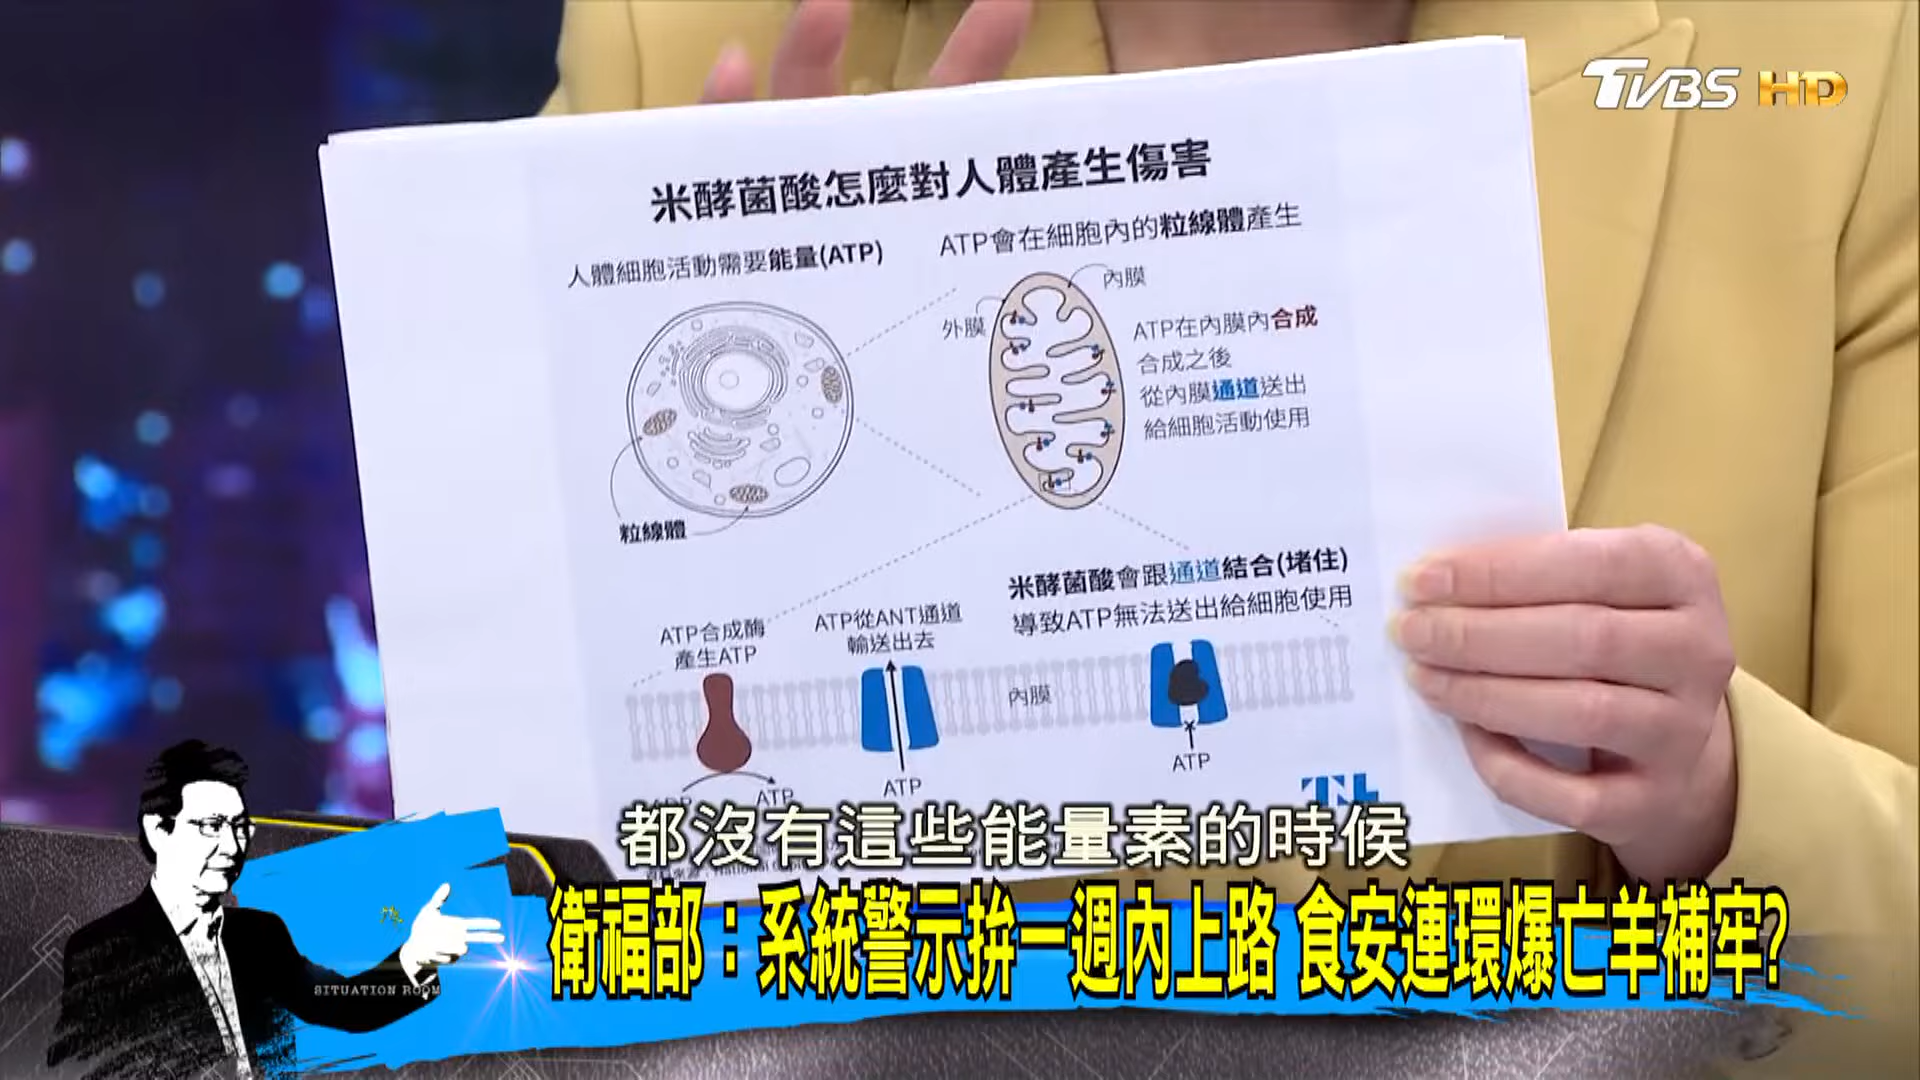 TVBS HD
米酵菌酸怎麼對人體產生傷害
人體細胞活動需要能量(ATP)
ATP會在細胞內的粒線體產生
內膜
外膜
ATP在內膜內合成
合成之後
從內膜通道送出
給細胞活動使用
粒線體
米酵菌酸會跟通道結合(堵住)
導致ATP無法送出給細胞使用
ATP合成酶
產生ATP
ATP從ANT通道
輸送出去
內膜
ATP
ATP
ATP
TNL
都沒有這些能量素的時候
衛福部：系統警示拚一週內上路 食安連環爆亡羊補牢?
SITUATION ROOM